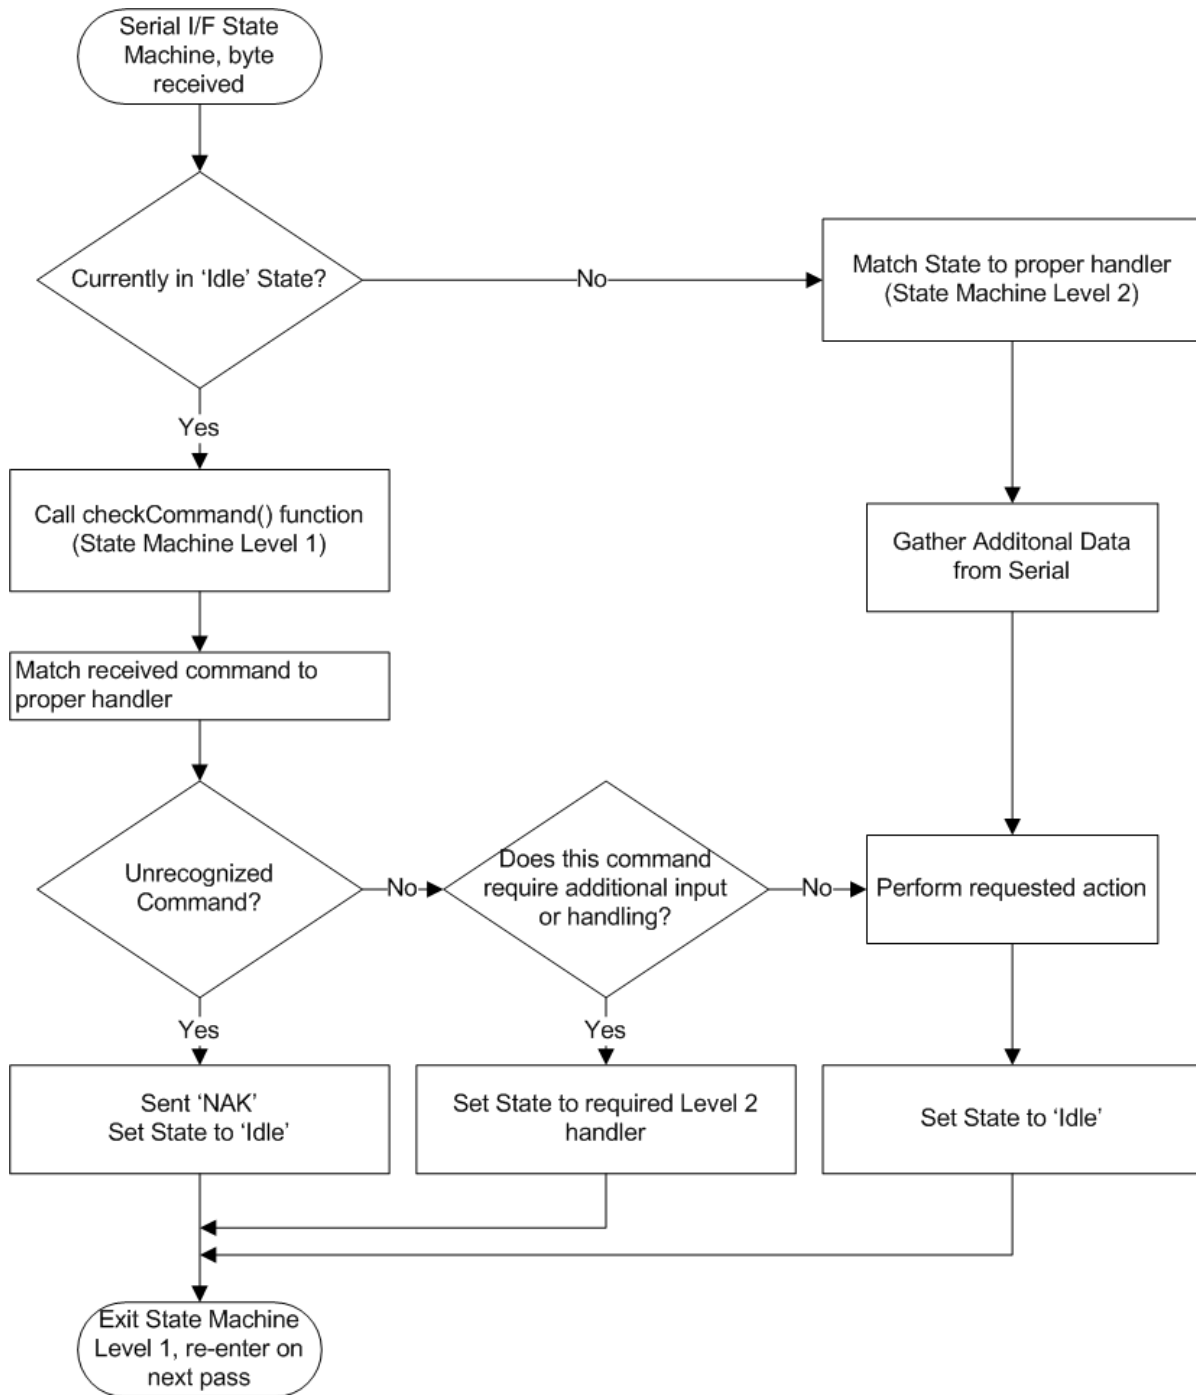 Serial I/F State
Machine, byte
received
Currently in ‘Idle’ State?
No
Match State to proper handler
(State Machine Level 2)
Yes
Call checkCommand() function
(State Machine Level 1)
Gather Additonal Data
from Serial
Match received command to
proper handler
Unrecognized
Command?
No
Does this command
require additional input
or handling?
No
Perform requested action
Yes
Yes
Sent ‘NAK’
Set State to ‘Idle’
Set State to required Level 2
handler
Set State to ‘Idle’
Exit State Machine
Level 1, re-enter on
next pass